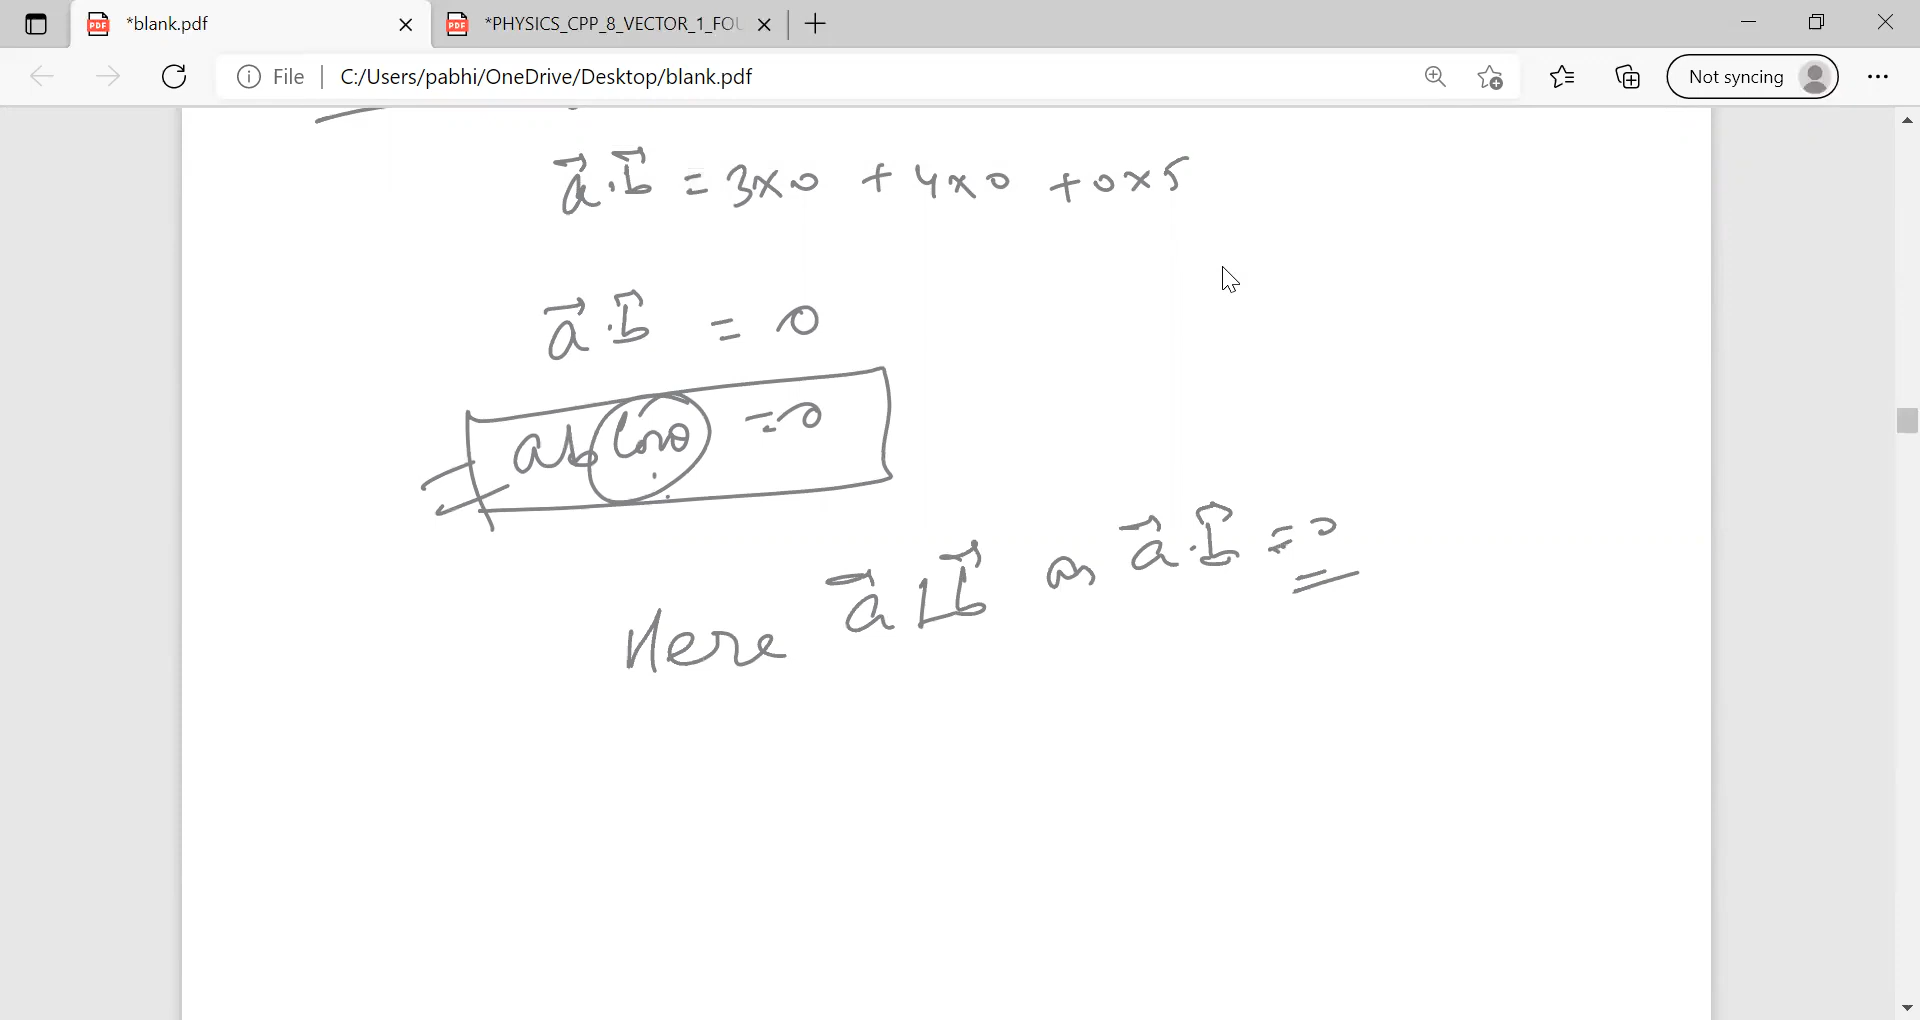 *blank.pdf
*PHYSICS_CPP_8_VECTOR_1_FOU
File
C:/Users/pabhi/OneDrive/Desktop/blank.pdf
Not syncing
a⃗.b⃗ = 3×0 + 4×0 + 0×5
a⃗.b⃗ = 0
ab cosθ = 0
Here a⃗ ⊥ b⃗ as a⃗.b⃗ = 0